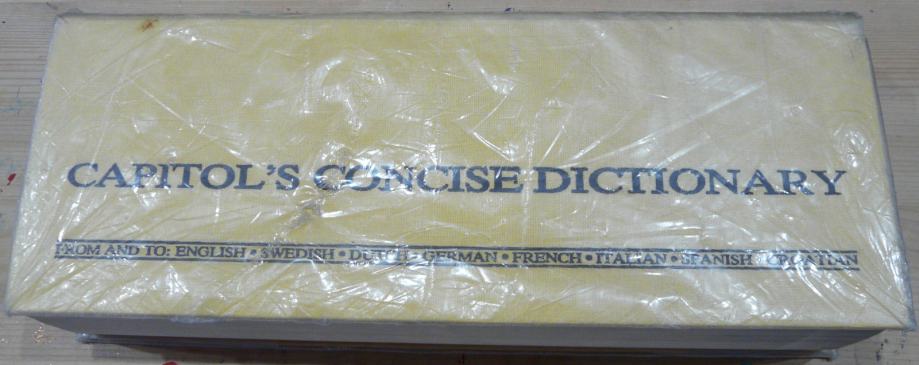 CAPITOL'S CONCISE DICTIONARY
FROM AND TO: ENGLISH • SWEDISH • DUTCH • GERMAN • FRENCH • ITALIAN • SPANISH • CROATIAN